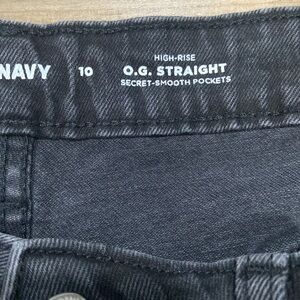 NAVY
10
HIGH-RISE
O.G. STRAIGHT
SECRET-SMOOTH POCKETS